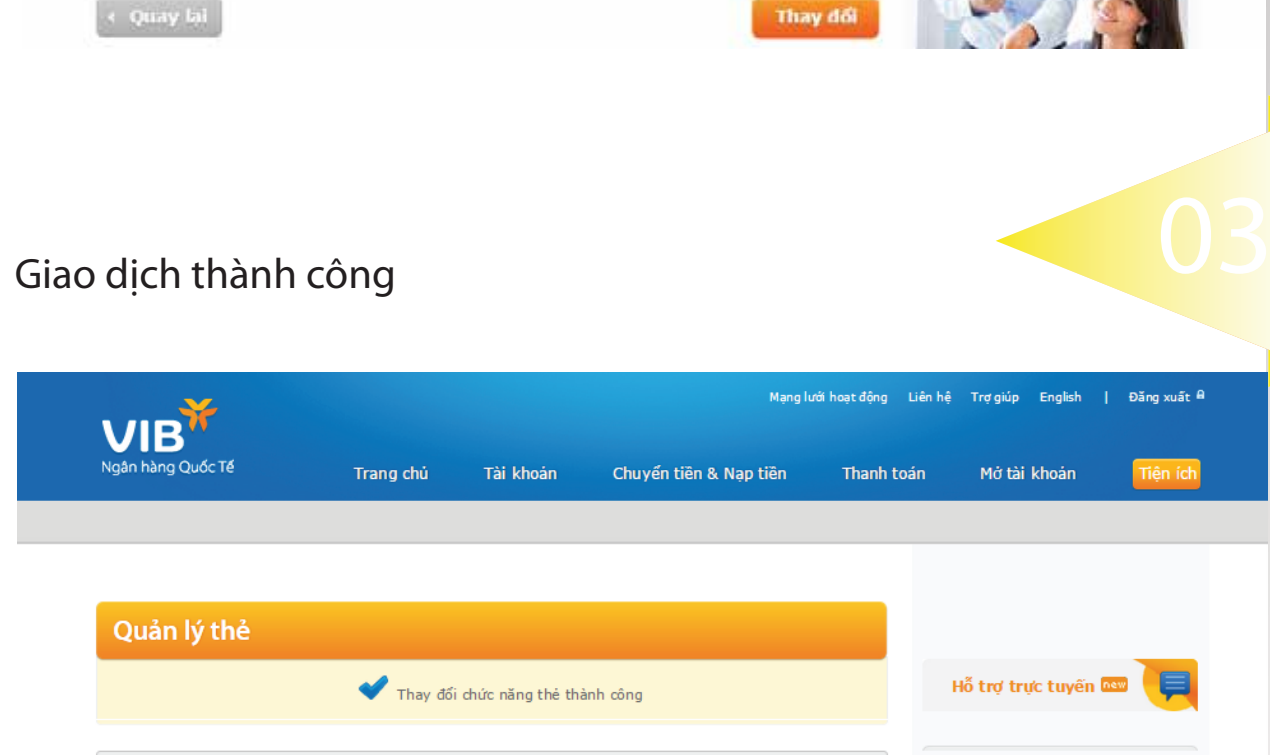 Quay lại
Thay đổi
03
Giao dịch thành công
Mạng lưới hoạt động Liên hệ Trợ giúp English | Đăng xuất
VIB
Ngân hàng Quốc Tế
Trang chủ Tài khoản Chuyển tiền & Nạp tiền Thanh toán Mở tài khoản Tiện ích
Quản lý thẻ
Thay đổi chức năng thẻ thành công
Hỗ trợ trực tuyến new